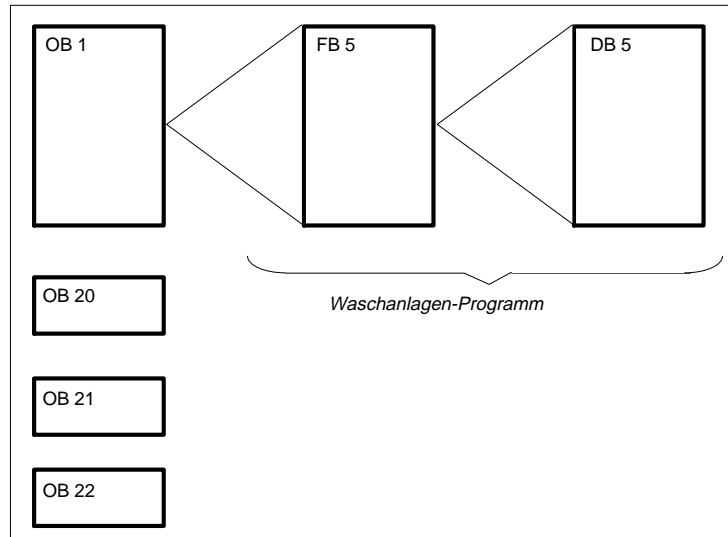 OB 1
FB 5
DB 5
OB 20
Waschanlagen-Programm
OB 21
OB 22